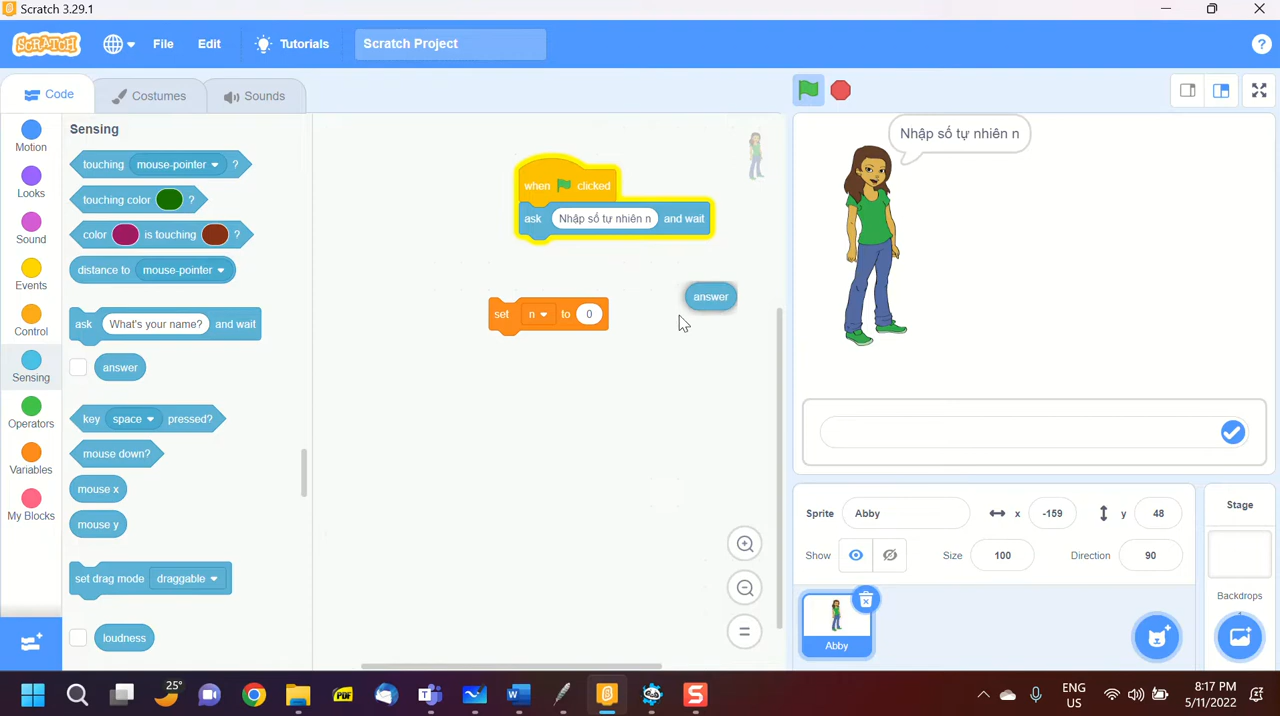 Scratch 3.29.1
SCRATCH File Edit Tutorials Scratch Project ?
Code Costumes Sounds
Motion
Looks
Sound
Events
Control
Sensing
Operators
Variables
My Blocks
Sensing
touching mouse-pointer ?
touching color ?
color is touching ?
distance to mouse-pointer
ask What's your name? and wait
answer
key space pressed?
mouse down?
mouse x
mouse y
set drag mode draggable
loudness
when clicked
ask Nhập số tự nhiên n and wait
set n to 0
answer
Nhập số tự nhiên n
Sprite Abby x -159 y 48
Show Size 100 Direction 90
Abby
Stage
Backdrops
25°
PDF
ENG
US
8:17 PM
5/11/2022